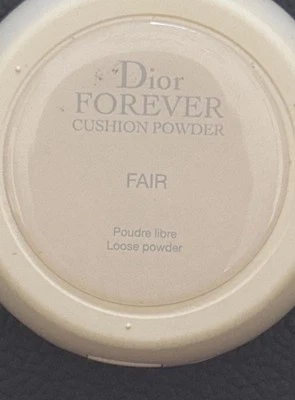 Dior
FOREVER
CUSHION POWDER
FAIR
Poudre libre
Loose powder